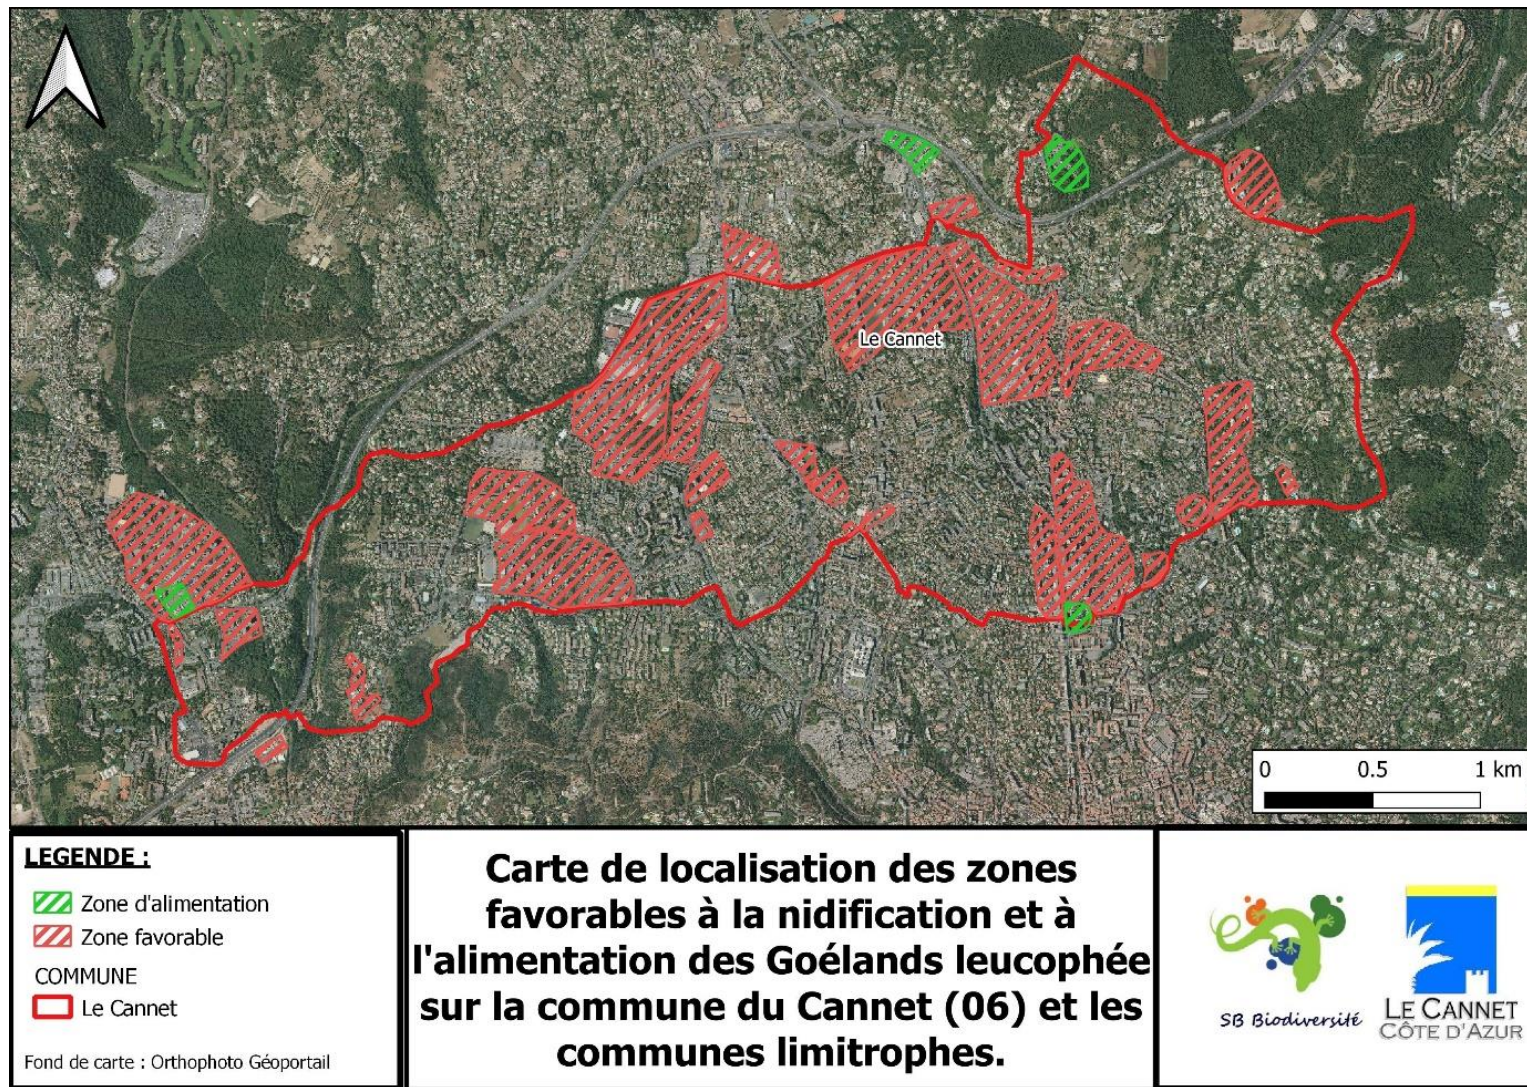 Le Cannet
0 0.5 1 km
LEGENDE :
Zone d'alimentation
Zone favorable
COMMUNE
Le Cannet
Fond de carte : Orthophoto Géoportail
Carte de localisation des zones
favorables à la nidification et à
l'alimentation des Goélands leucophée
sur la commune du Cannet (06) et les
communes limitrophes.
SB Biodiversité
LE CANNET
CÔTE D'AZUR